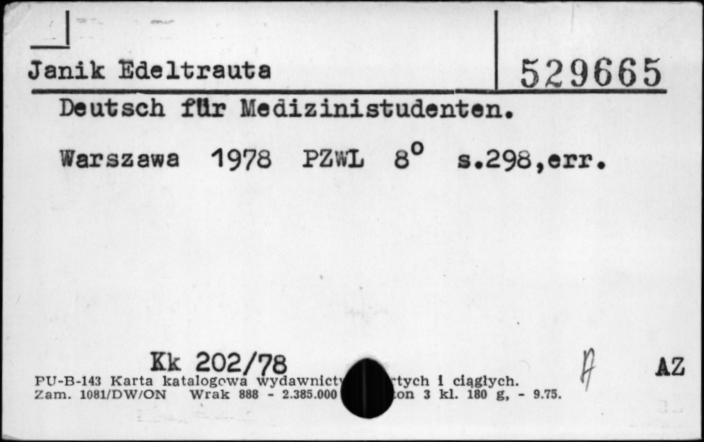 Janik Edeltrauta 529665
Deutsch für Medizinistudenten.
Warszawa 1978 PZWL 8° s.298,err.
Kk 202/78 AZ
PU-B-143 Karta katalogowa wydawnictw rtych i ciągłych.
Zam. 1081/DW/ON Wrak 888 - 2.385.000 on 3 kl. 180 g, - 9.75.